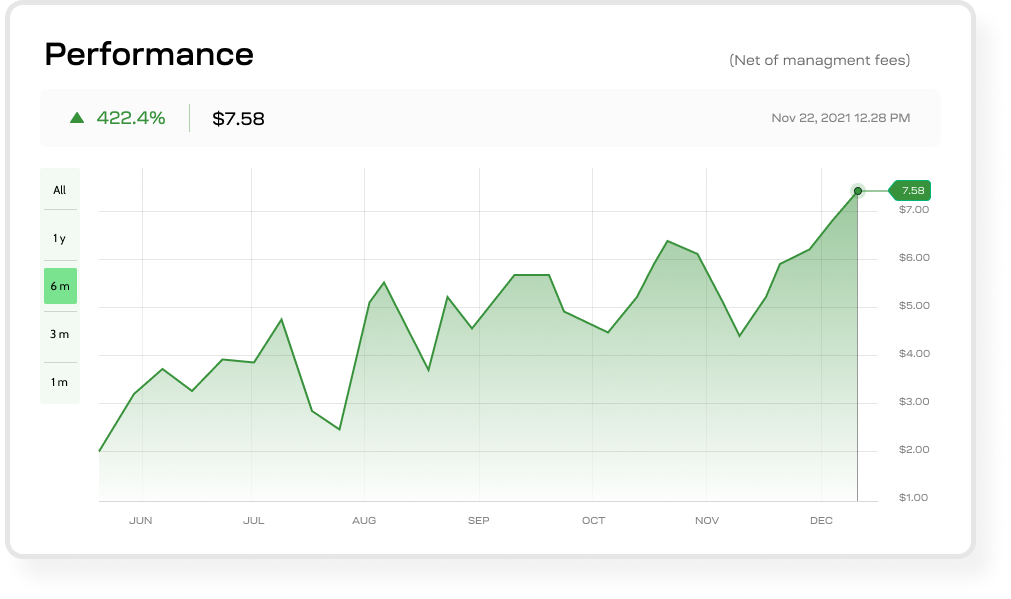 Performance
(Net of managment fees)
422.4%
$7.58
Nov 22, 2021 12.28 PM
All
1 y
6 m
3 m
1 m
7.58
$7.00
$6.00
$5.00
$4.00
$3.00
$2.00
$1.00
JUN
JUL
AUG
SEP
OCT
NOV
DEC